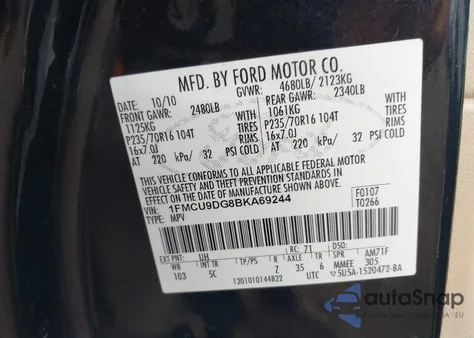 MFD. BY FORD MOTOR CO.
DATE: 10/10 GVWR: 4680LB/ 2123KG
FRONT GAWR: 2480LB REAR GAWR: 2340LB
1125KG 1061KG
P235/70R16 104T TIRES P235/70R16 104T TIRES
16x7.0J RIMS 16x7.0J RIMS
AT 220 kPa/ 32 PSI COLD AT 220 kPa/ 32 PSI COLD
THIS VEHICLE CONFORMS TO ALL APPLICABLE FEDERAL MOTOR
VEHICLE SAFETY AND THEFT PREVENTION STANDARDS IN
EFFECT ON THE DATE OF MANUFACTURE SHOWN ABOVE.
VIN: 1FMCU9DG8BKA69244 F0107
TYPE: MPV T0266
EXT PNT: UH RC: 71 DSO:
WB INT TR TP/PS R AXLE TR SPR AM71F
103 5C Z 35 6 MMEE 305
1201010144822 UTC 5USA-1520472-BA
autoSnap